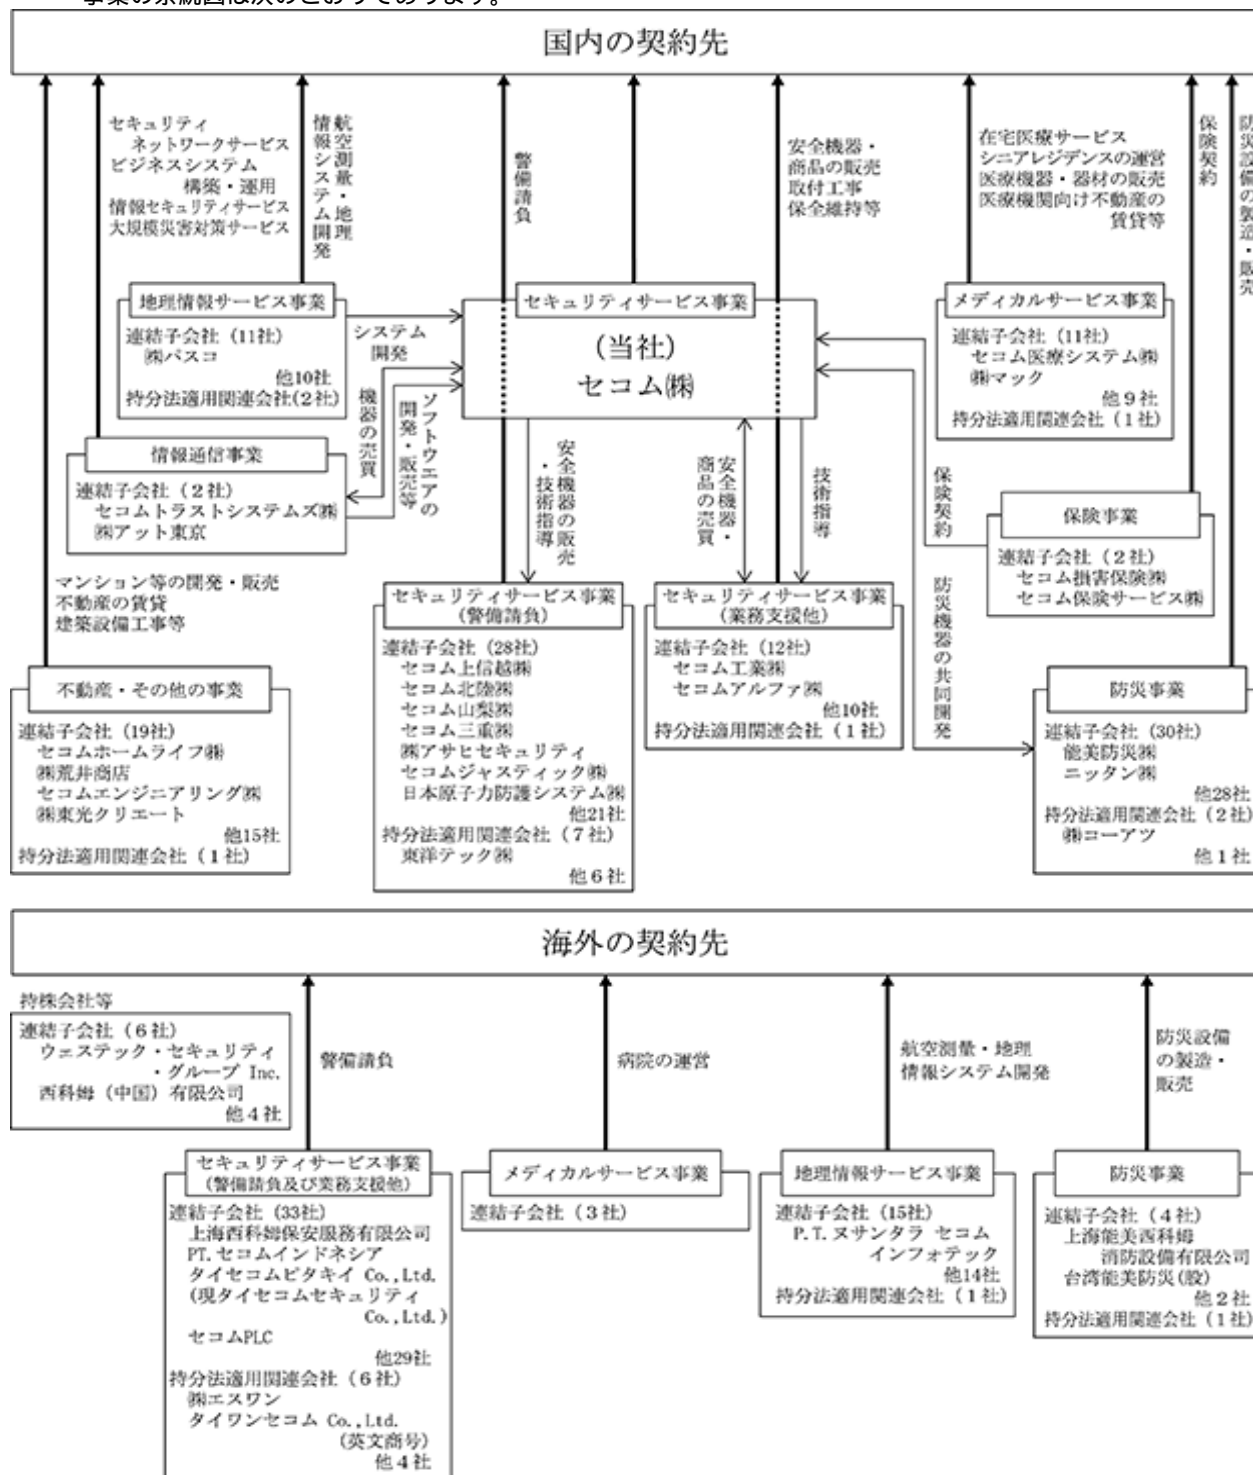 事業の系統図は次のとおりであります。
国内の契約先
セキュリティ
ネットワークサービス
ビジネスシステム
構築・運用
情報セキュリティサービス
大規模災害対策サービス
航空測量・地理
情報システム開発
警備請負
安全機器・
商品の販売
取付工事
保全維持等
在宅医療サービス
シニアレジデンスの運営
医療機器・器材の販売
医療機関向け不動産の
賃貸等
保険契約
防災設備の製造・販売
地理情報サービス事業
連結子会社(11社)
㈱パスコ
他10社
持分法適用関連会社(2社)
システム
開発
セキュリティサービス事業
(当社)
セコム㈱
メディカルサービス事業
連結子会社(11社)
セコム医療システム㈱
㈱マック
他9社
持分法適用関連会社(1社)
機器の売買
ソフトウエアの
開発・販売等
情報通信事業
連結子会社(2社)
セコムトラストシステムズ㈱
㈱アット東京
安全機器の販売
・技術指導
安全機器・
商品の売買
技術指導
保険契約
保険事業
連結子会社(2社)
セコム損害保険㈱
セコム保険サービス㈱
防災機器の共同開発
マンション等の開発・販売
不動産の賃貸
建築設備工事等
不動産・その他の事業
連結子会社(19社)
セコムホームライフ㈱
㈱荒井商店
セコムエンジニアリング㈱
㈱東光クリエート
他15社
持分法適用関連会社(1社)
セキュリティサービス事業
(警備請負)
連結子会社(28社)
セコム上信越㈱
セコム北陸㈱
セコム山梨㈱
セコム三重㈱
㈱アサヒセキュリティ
セコムジャスティック㈱
日本原子力防護システム㈱
他21社
持分法適用関連会社(7社)
東洋テック㈱
他6社
セキュリティサービス事業
(業務支援他)
連結子会社(12社)
セコム工業㈱
セコムアルファ㈱
他10社
持分法適用関連会社(1社)
防災事業
連結子会社(30社)
能美防災㈱
ニッタン㈱
他28社
持分法適用関連会社(2社)
㈱コーアツ
他1社
海外の契約先
持株会社等
連結子会社(6社)
ウェステック・セキュリティ
・グループ Inc.
西科姆(中国)有限公司
他4社
警備請負
病院の運営
航空測量・地理
情報システム開発
防災設備
の製造・
販売
セキュリティサービス事業
(警備請負及び業務支援他)
連結子会社(33社)
上海西科姆保安服務有限公司
PT.セコムインドネシア
タイセコムピタキイ Co.,Ltd.
(現タイセコムセキュリティ
Co.,Ltd.)
セコムPLC
他29社
持分法適用関連会社(6社)
㈱エスワン
タイワンセコム Co.,Ltd.
(英文商号)
他4社
メディカルサービス事業
連結子会社(3社)
地理情報サービス事業
連結子会社(15社)
P.T.ヌサンタラ セコム
インフォテック
他14社
持分法適用関連会社(1社)
防災事業
連結子会社(4社)
上海能美西科姆
消防設備有限公司
台湾能美防災(股)
他2社
持分法適用関連会社(1社)